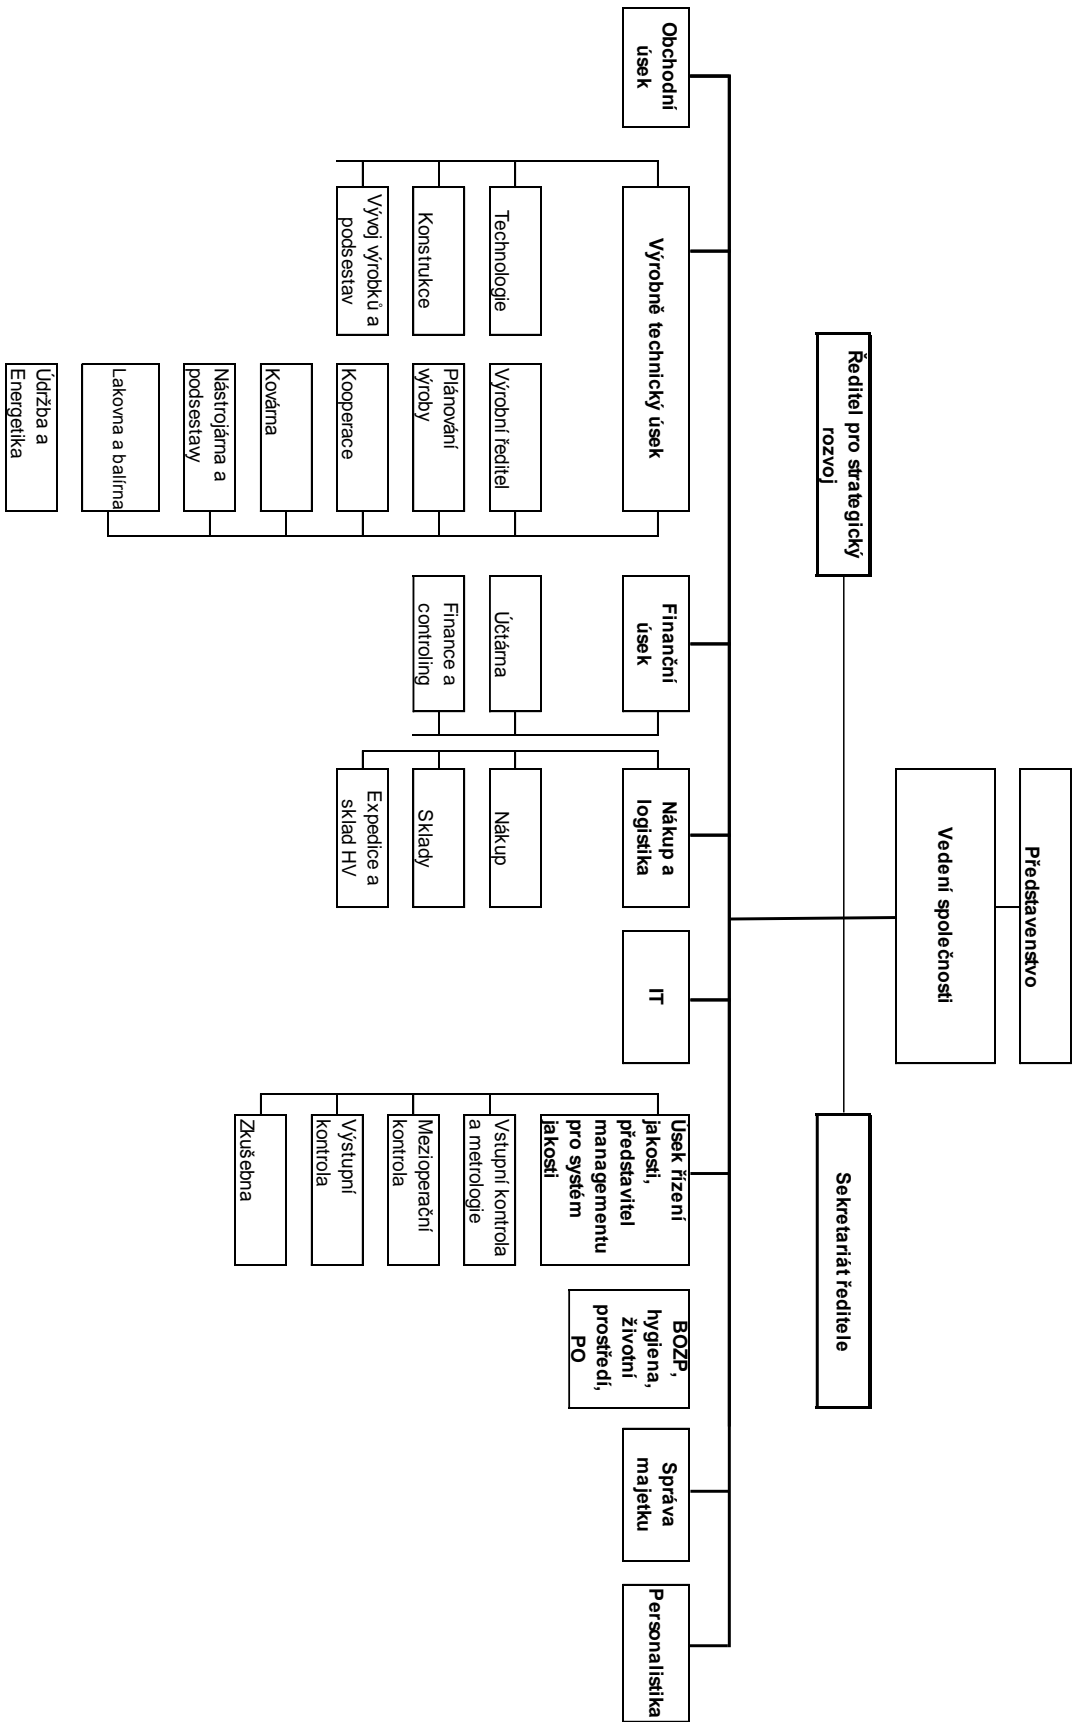 Představenstvo
Vedení společnosti
Ředitel pro strategický
rozvoj
Sekretariát ředitele
Obchodní
úsek
Výrobně technický úsek
Technologie
Konstrukce
Vývoj výrobků a
podsestav
Výrobní ředitel
Plánování
výroby
Kooperace
Kovárna
Nástrojárna a
podsestavy
Lakovna a balírna
Údržba a
Energetika
Finanční
úsek
Účtárna
Finance a
controling
Nákup a
logistika
Nákup
Sklady
Expedice a
sklad HV
IT
Úsek řízení
jakosti,
představitel
managementu
pro systém
jakosti
Vstupní kontrola
a metrologie
Mezioperační
kontrola
Výstupní
kontrola
Zkušebna
BOZP,
hygiena,
životní
prostředí,
PO
Správa
majetku
Personalistika